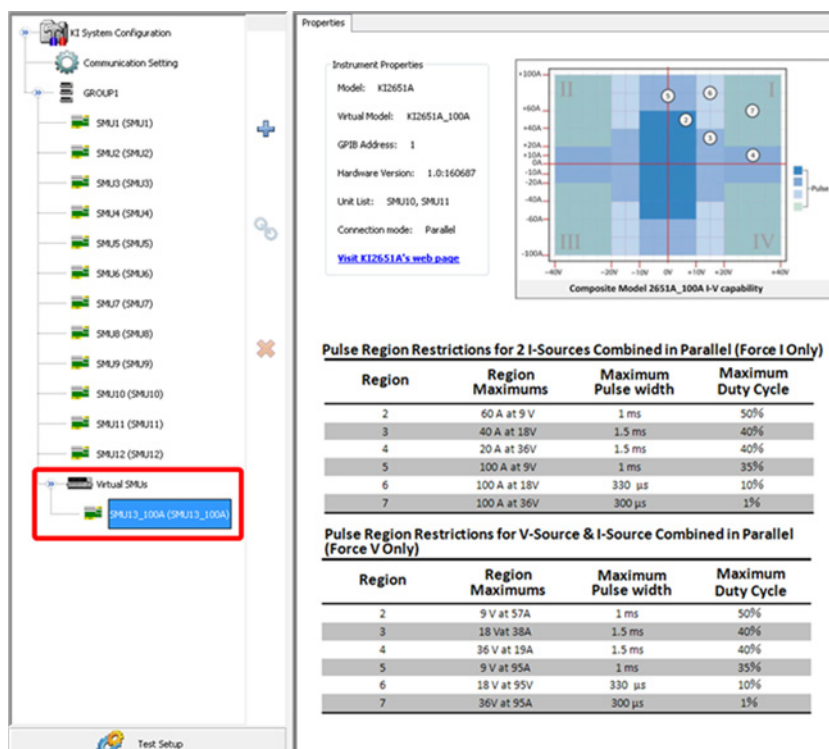 KI System Configuration
Communication Setting
GROUP1
SMU1 (SMU1)
SMU2 (SMU2)
SMU3 (SMU3)
SMU4 (SMU4)
SMU5 (SMU5)
SMU6 (SMU6)
SMU7 (SMU7)
SMU8 (SMU8)
SMU9 (SMU9)
SMU10 (SMU10)
SMU11 (SMU11)
SMU12 (SMU12)
Virtual SMUs
SMU13_100A (SMU13_100A)
Test Setup
Properties
Instrument Properties
Model: KI2651A
Virtual Model: KI2651A_100A
GPIB Address: 1
Hardware Version: 1.0:160687
Unit List: SMU10, SMU11
Connection mode: Parallel
Visit KI2651A's web page
+100A
+60A
+40A
+20A
+10A
0A
-10A
-20A
-40A
-60A
-100A
II I
III IV
5 6
2 7
3
4
-40V -20V -10V 0V +10V +20V +40V
Pulse
Composite Model 2651A_100A I-V capability
Pulse Region Restrictions for 2 I-Sources Combined in Parallel (Force I Only)
Region Region Maximums Maximum Pulse width Maximum Duty Cycle
2 60 A at 9 V 1 ms 50%
3 40 A at 18V 1.5 ms 40%
4 20 A at 36V 1.5 ms 40%
5 100 A at 9V 1 ms 35%
6 100 A at 18V 330 µs 10%
7 100 A at 36V 300 µs 1%
Pulse Region Restrictions for V-Source & I-Source Combined in Parallel
(Force V Only)
Region Region Maximums Maximum Pulse width Maximum Duty Cycle
2 9 V at 57A 1 ms 50%
3 18 Vat 38A 1.5 ms 40%
4 36 V at 19A 1.5 ms 40%
5 9 V at 95A 1 ms 35%
6 18 V at 95V 330 µs 10%
7 36V at 95A 300 µs 1%